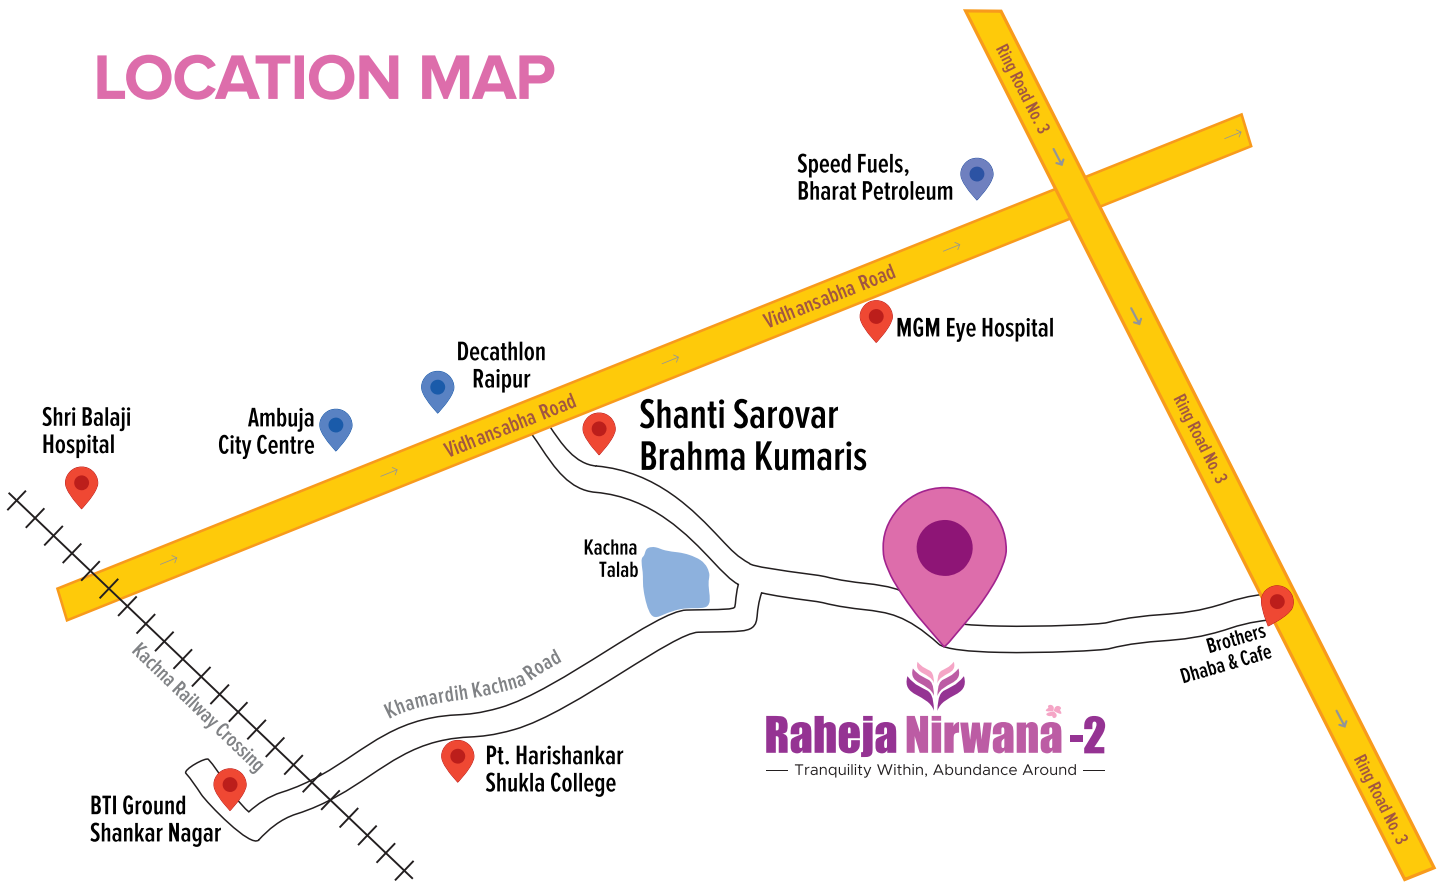 LOCATION MAP
Ring Road No. 3
Speed Fuels,
Bharat Petroleum
Vidhansabha Road
MGM Eye Hospital
Decathlon
Raipur
Ambuja
City Centre
Shri Balaji
Hospital
Vidhansabha Road
Shanti Sarovar
Brahma Kumaris
Ring Road No. 3
Kachna
Talab
Brothers
Dhaba & Cafe
Kachna Railway Crossing
Khamardih Kachna Road
Raheja Nirwana -2
Tranquility Within, Abundance Around
Pt. Harishankar
Shukla College
BTI Ground
Shankar Nagar
Ring Road No. 3